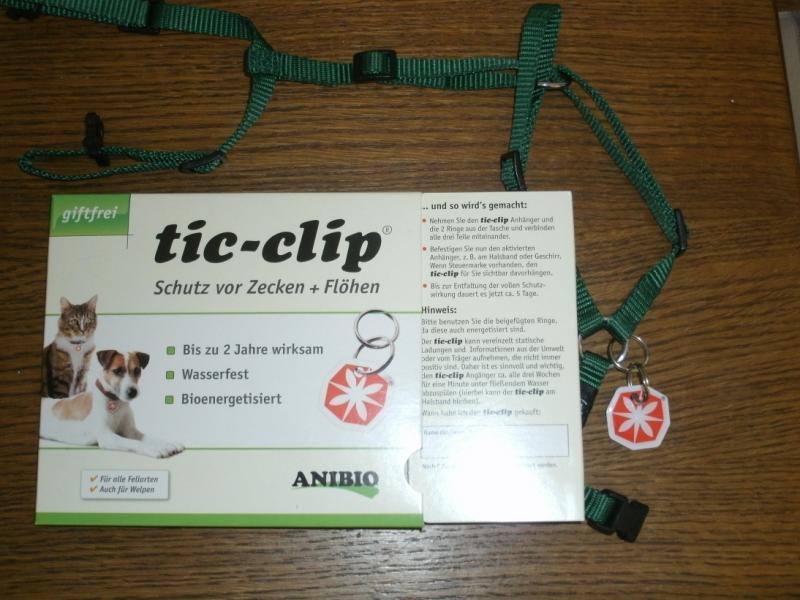 giftfrei
tic-clip®
Schutz vor Zecken + Flöhen
Bis zu 2 Jahre wirksam
Wasserfest
Bioenergetisiert
✓ Für alle Fellarten
✓ Auch für Welpen
ANIBIO
... und so wird's gemacht:
Nehmen Sie den tic-clip Anhänger und
die 2 Ringe aus der Tasche und verbinden
alle drei Teile miteinander.
Befestigen Sie nun den aktivierten
Anhänger, z. B. am Halsband oder Geschirr.
Wenn Steuermarke vorhanden, den
tic-clip für Sie sichtbar davorhängen.
Bis zur Entfaltung der vollen Schutz-
wirkung dauert es jetzt ca. 5 Tage.
Hinweis:
Bitte benutzen Sie die beigefügten Ringe,
da diese auch energetisiert sind.
Der tic-clip kann vereinzelt statische
Ladungen und Informationen aus der Umwelt
oder vom Träger aufnehmen, die nicht immer
positiv sind. Daher ist es sinnvoll und wichtig,
den tic-clip Angänger ca. alle drei Wochen
für eine Minute unter fließendem Wasser
abzuspülen (hierbei kann der tic-clip am
Halsband bleiben).
Wann habe ich den tic-clip gekauft: